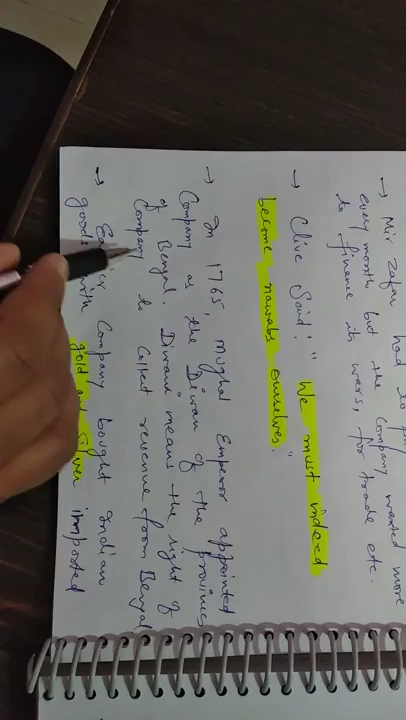 → Mir Zafar had to pay
every month but the Company wanted more
to finance its wars, for trade etc.
→ Clive Said: " We must indeed
become nawabs ourselves."
→ In 1765, mughal Emperor appointed
Company as the Diwan of the provinces
of Bengal. Diwani means the right of
Company to collect revenue from Bengal
→ Company bought Indian
goods with gold and silver imported